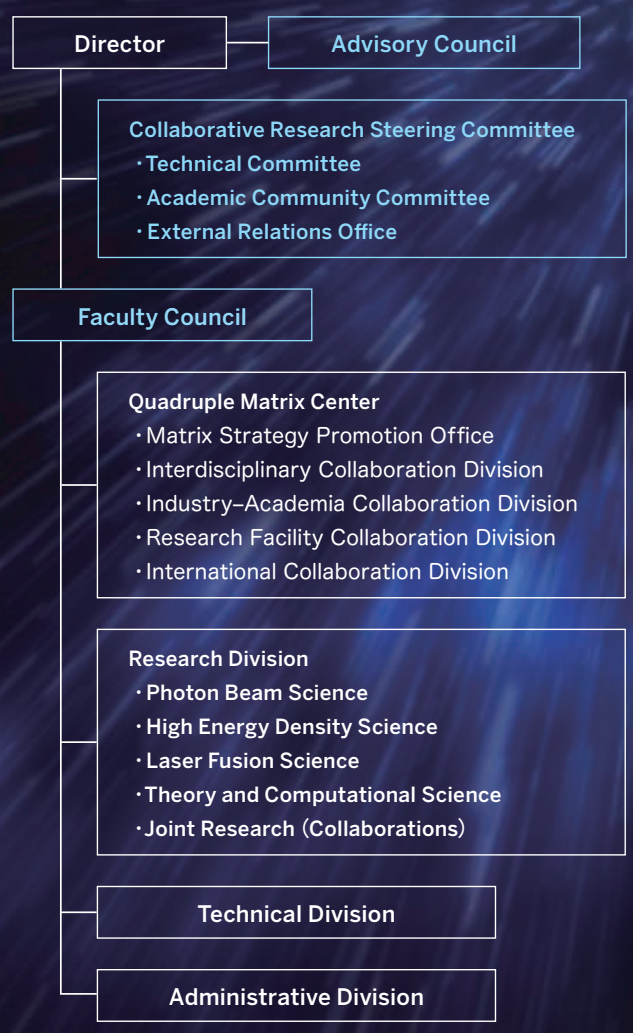 Director
Advisory Council
Collaborative Research Steering Committee
・Technical Committee
・Academic Community Committee
・External Relations Office
Faculty Council
Quadruple Matrix Center
・Matrix Strategy Promotion Office
・Interdisciplinary Collaboration Division
・Industry–Academia Collaboration Division
・Research Facility Collaboration Division
・International Collaboration Division
Research Division
・Photon Beam Science
・High Energy Density Science
・Laser Fusion Science
・Theory and Computational Science
・Joint Research (Collaborations)
Technical Division
Administrative Division